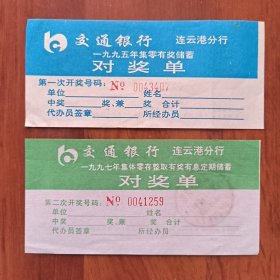 交通银行 连云港分行
一九九五年集零有奖储蓄
对奖单
第一次开奖号码: № 0043407
单位 姓名
中奖 奖,兼 奖 合计
代办员签章 所经办员
交通银行 连云港分行
一九九七年集体零存整取有奖有息定期储蓄
对奖单
第二次开奖号码: № 0041259
单位 姓名
中奖 奖,兼 奖 合计
代办员签章 所经办员